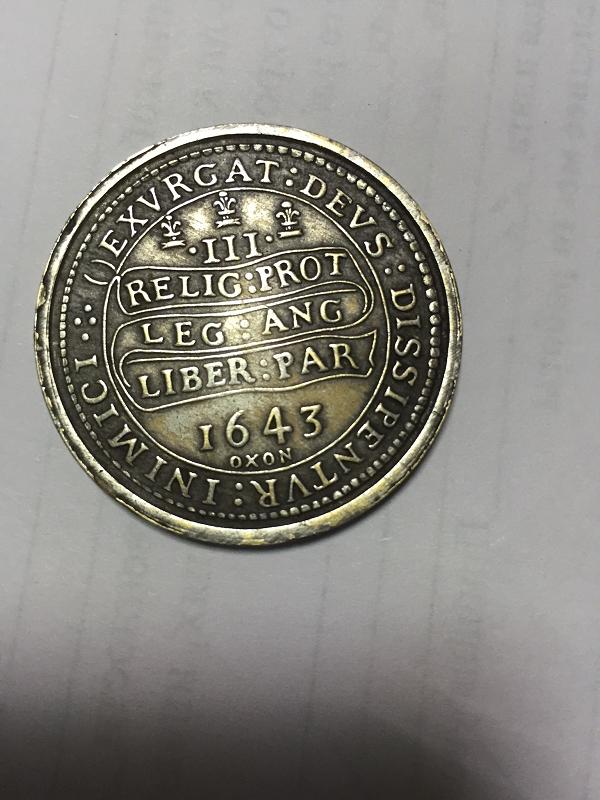 EXVRGAT : DEVS : DISSIPENTVR : INIMICI
·III·
RELIG : PROT
LEG : ANG
LIBER : PAR
1643
OXON